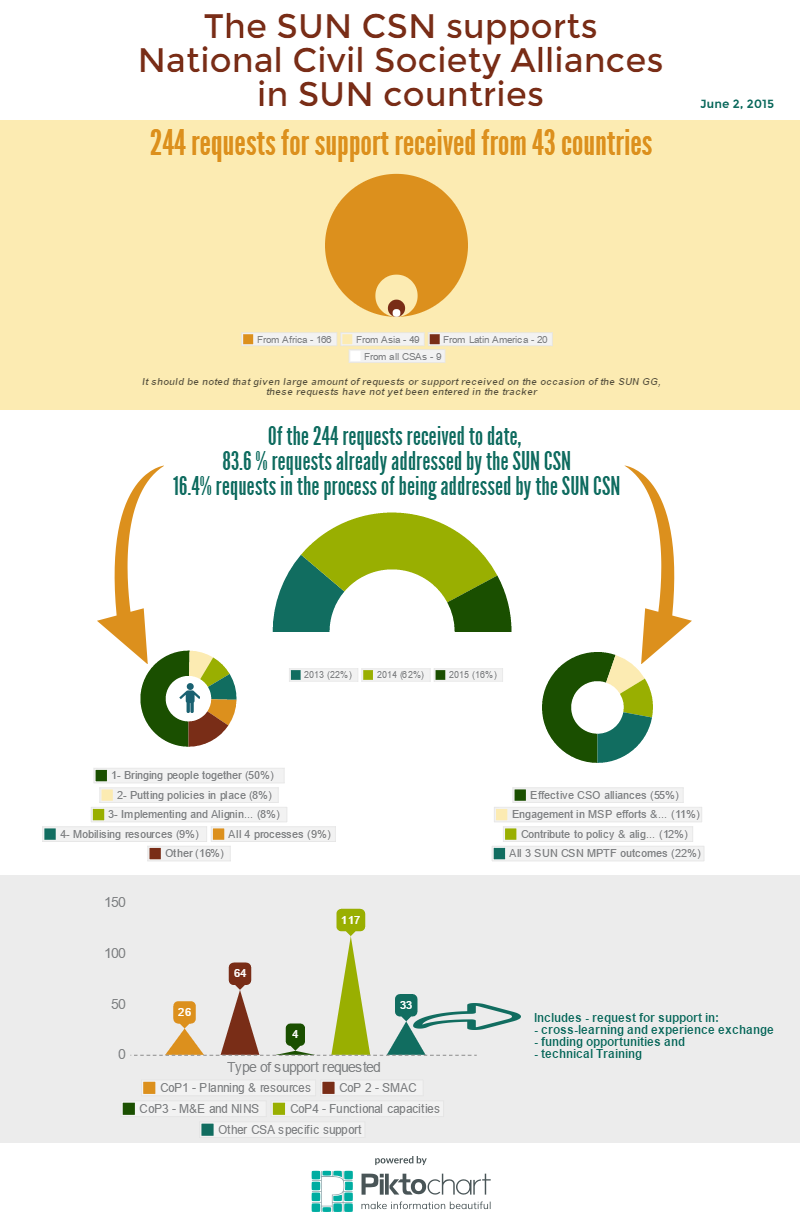 The SUN CSN supports
National Civil Society Alliances
in SUN countries
June 2, 2015
244 requests for support received from 43 countries
From Africa - 166
From Asia - 49
From Latin America - 20
From all CSAs - 9
It should be noted that given large amount of requests or support received on the occasion of the SUN GG,
these requests have not yet been entered in the tracker
Of the 244 requests received to date,
83.6 % requests already addressed by the SUN CSN
16.4% requests in the process of being addressed by the SUN CSN
2013 (22%)
2014 (62%)
2015 (16%)
1- Bringing people together (50%)
2- Putting policies in place (8%)
3- Implementing and Alignin... (8%)
4- Mobilising resources (9%)
All 4 processes (9%)
Other (16%)
Effective CSO alliances (55%)
Engagement in MSP efforts &... (11%)
Contribute to policy & alig... (12%)
All 3 SUN CSN MPTF outcomes (22%)
150
100
50
0
26
64
4
117
33
Type of support requested
CoP1 - Planning & resources
CoP 2 - SMAC
CoP3 - M&E and NINS
CoP4 - Functional capacities
Other CSA specific support
Includes - request for support in:
- cross-learning and experience exchange
- funding opportunities and
- technical Training
powered by
Piktochart
make information beautiful